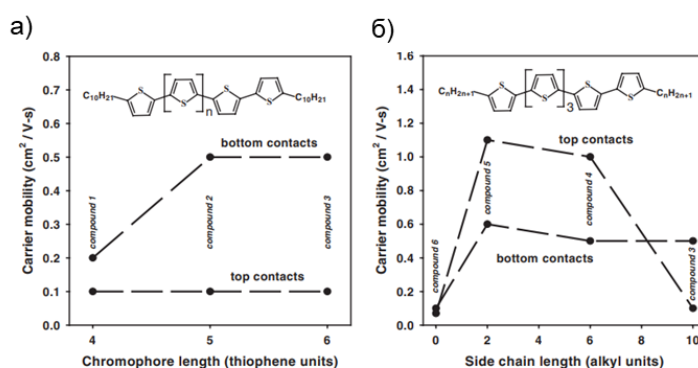 а)
0.8
0.7
0.6
0.5
0.4
0.3
0.2
0.1
0.0
Carrier mobility (cm2 / V-s)
C10H21
S
S
n
S
S
C10H21
bottom contacts
compound 1
compound 2
compound 3
top contacts
4
5
6
Chromophore length (thiophene units)
б)
1.6
1.4
1.2
1.0
0.8
0.6
0.4
0.2
0.0
Carrier mobility (cm2 / V-s)
CnH2n+1
S
S
3
S
S
CnH2n+1
top contacts
compound 6
compound 5
compound 4
compound 3
bottom contacts
0
2
4
6
8
10
Side chain length (alkyl units)